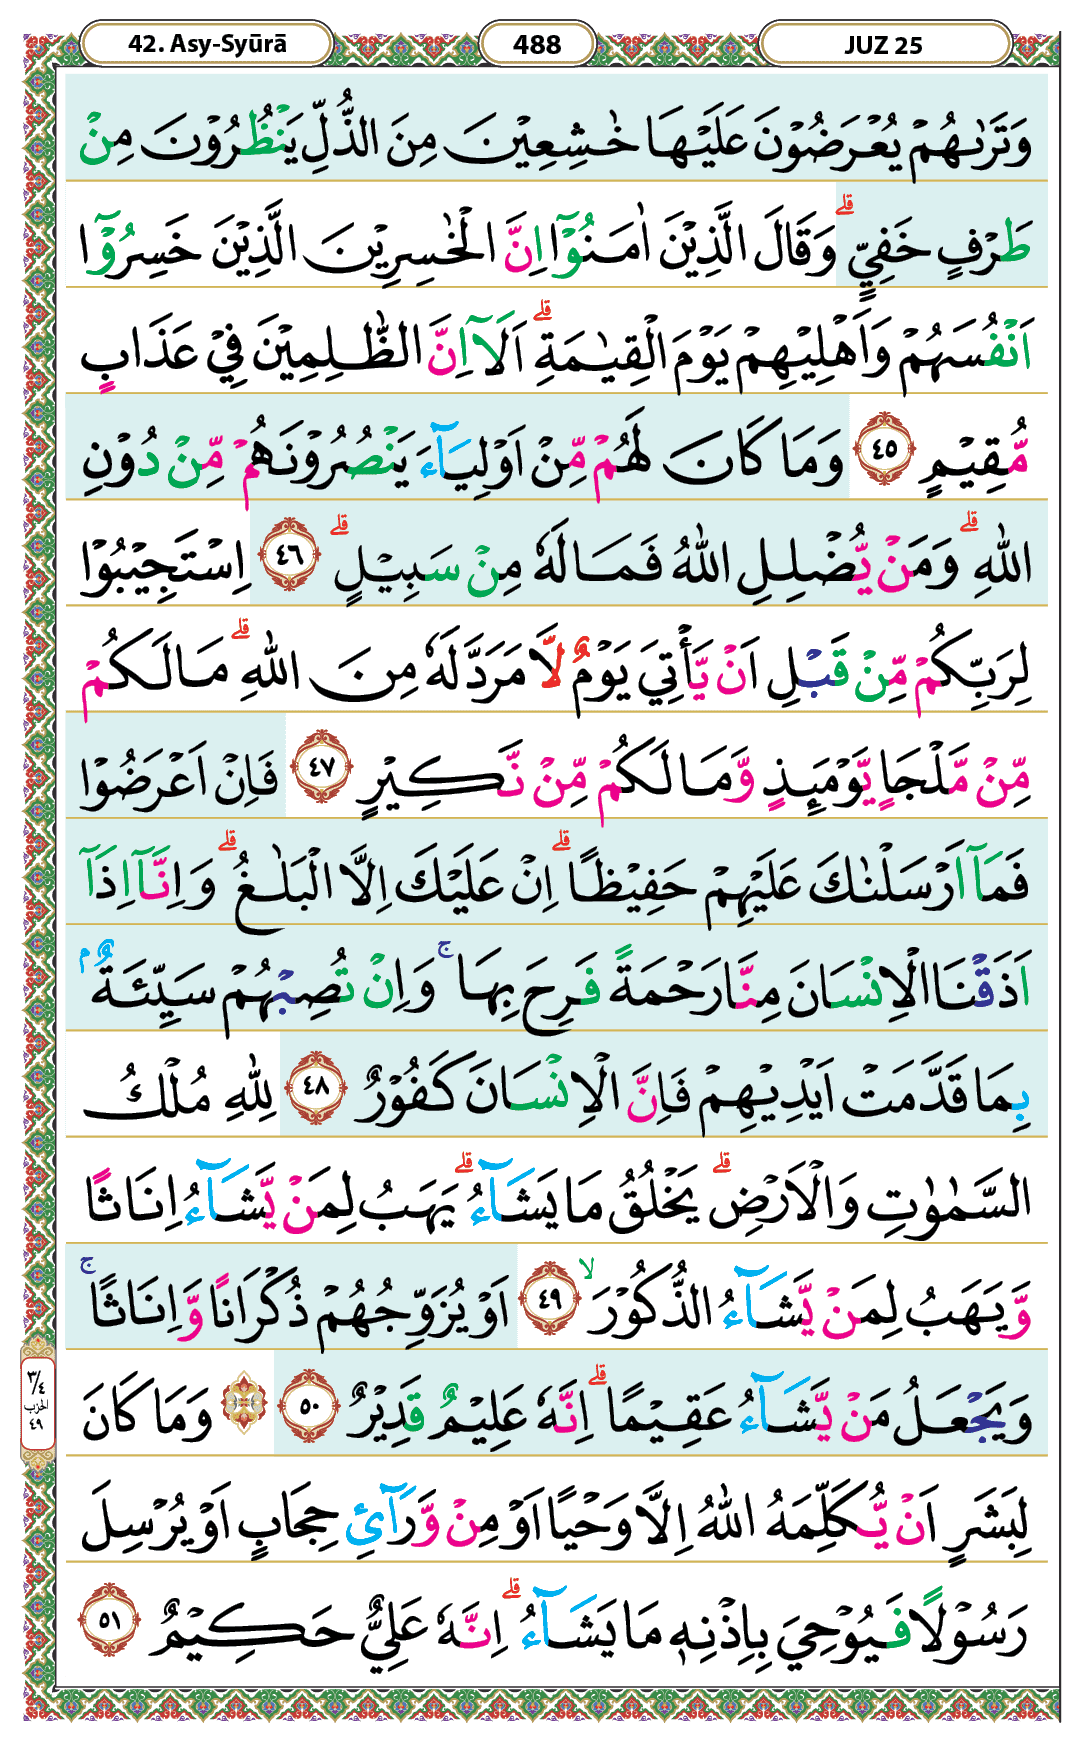 42. Asy-Syūrā
488
JUZ 25
وَتَرٰىهُمْ يُعْرَضُوْنَ عَلَيْهَا خٰشِعِيْنَ مِنَ الذُّلِّ يَنْظُرُوْنَ مِنْ
طَرْفٍ خَفِيٍّ ۗ وَقَالَ الَّذِيْنَ اٰمَنُوْٓا اِنَّ الْخٰسِرِيْنَ الَّذِيْنَ خَسِرُوْٓا
اَنْفُسَهُمْ وَاَهْلِيْهِمْ يَوْمَ الْقِيٰمَةِ ۗ اَلَآ اِنَّ الظّٰلِمِيْنَ فِيْ عَذَابٍ
مُّقِيْمٍ ٤٥ وَمَا كَانَ لَهُمْ مِّنْ اَوْلِيَاۤءَ يَنْصُرُوْنَهُمْ مِّنْ دُوْنِ
اللّٰهِ ۗ وَمَنْ يُّضْلِلِ اللّٰهُ فَمَا لَهٗ مِنْ سَبِيْلٍ ۗ ٤٦ اِسْتَجِيْبُوْا
لِرَبِّكُمْ مِّنْ قَبْلِ اَنْ يَّأْتِيَ يَوْمٌ لَّا مَرَدَّ لَهٗ مِنَ اللّٰهِ ۗ مَا لَكُمْ
مِّنْ مَّلْجَاٍ يَّوْمَىِٕذٍ وَّمَا لَكُمْ مِّنْ نَّكِيْرٍ ٤٧ فَاِنْ اَعْرَضُوْا
فَمَآ اَرْسَلْنٰكَ عَلَيْهِمْ حَفِيْظًا ۗ اِنْ عَلَيْكَ اِلَّا الْبَلٰغُ ۗ وَاِنَّآ اِذَآ
اَذَقْنَا الْاِنْسَانَ مِنَّا رَحْمَةً فَرِحَ بِهَا ۚ وَاِنْ تُصِبْهُمْ سَيِّئَةٌ ۢ
بِمَا قَدَّمَتْ اَيْدِيْهِمْ فَاِنَّ الْاِنْسَانَ كَفُوْرٌ ٤٨ لِلّٰهِ مُلْكُ
السَّمٰوٰتِ وَالْاَرْضِ ۗ يَخْلُقُ مَا يَشَاۤءُ ۗ يَهَبُ لِمَنْ يَّشَاۤءُ اِنَاثًا
وَّيَهَبُ لِمَنْ يَّشَاۤءُ الذُّكُوْرَ ۙ ٤٩ اَوْ يُزَوِّجُهُمْ ذُكْرَانًا وَّاِنَاثًا ۚ
وَيَجْعَلُ مَنْ يَّشَاۤءُ عَقِيْمًا ۗ اِنَّهٗ عَلِيْمٌ قَدِيْرٌ ٥٠ ۞ وَمَا كَانَ
لِبَشَرٍ اَنْ يُّكَلِّمَهُ اللّٰهُ اِلَّا وَحْيًا اَوْ مِنْ وَّرَاۤئِ حِجَابٍ اَوْ يُرْسِلَ
رَسُوْلًا فَيُوْحِيَ بِاِذْنِهٖ مَا يَشَاۤءُ ۗ اِنَّهٗ عَلِيٌّ حَكِيْمٌ ٥١
٣/٤
الحزب
٤٩